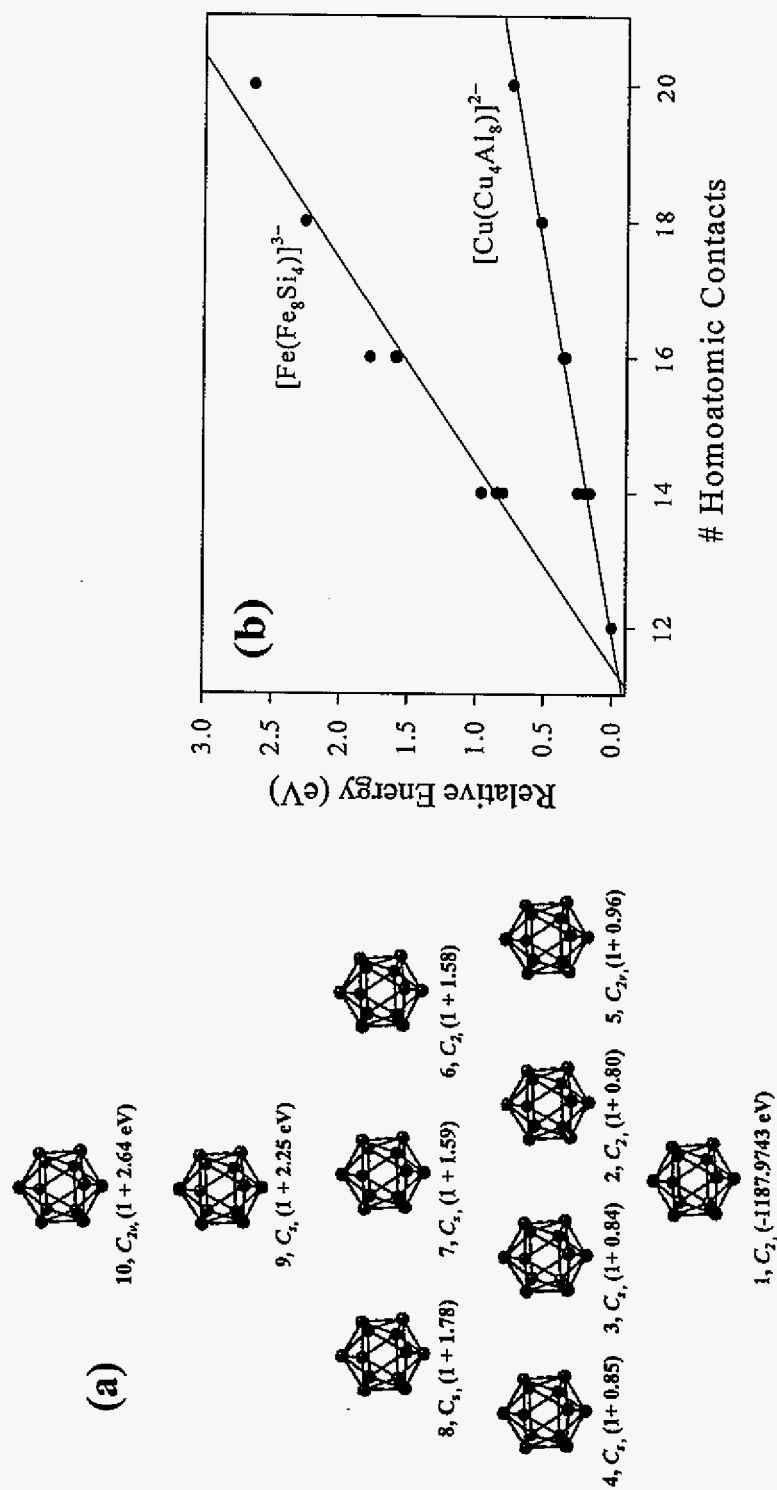 (a)
10, C2v, (1 + 2.64 eV)
9, Cs, (1 + 2.25 eV)
8, Cs, (1 + 1.78)
7, Cs, (1 + 1.59)
6, C2, (1 + 1.58)
4, Cs, (1+ 0.85)
3, Cs, (1+ 0.84)
2, C2, (1+ 0.80)
5, C2v, (1+ 0.96)
1, C2, (-1187.9743 eV)
(b)
Relative Energy (eV)
3.0
2.5
2.0
1.5
1.0
0.5
0.0
[Fe(Fe8Si4)]3−
[Cu(Cu4Al8)]2−
12
14
16
18
20
# Homoatomic Contacts